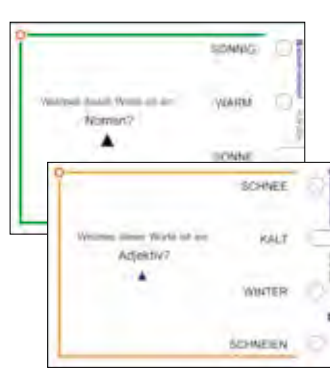 SONNIG
WARM
Welches dieser Worte ist ein
Nomen?
SONNE
SCHNEE
Welches dieser Worte ist ein
Adjektiv?
KALT
WINTER
SCHNEIEN